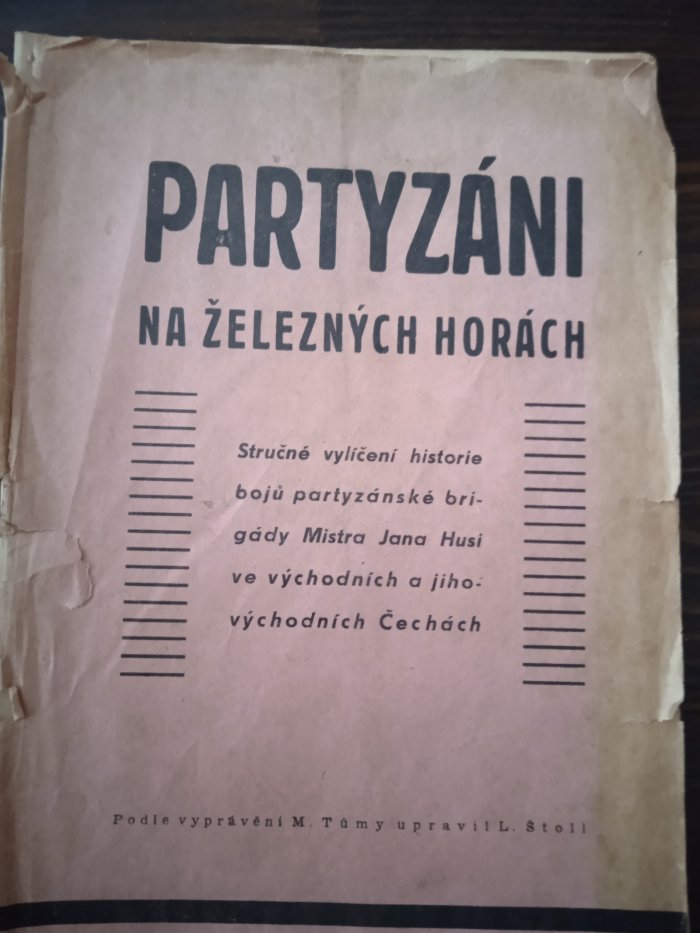 PARTYZÁNI
NA ŽELEZNÝCH HORÁCH
Stručné vylíčení historie
bojů partyzánské bri-
gády Mistra Jana Husi
ve východních a jiho-
východních Čechách
Podle vyprávění M. Tůmy upravil L. Štoll